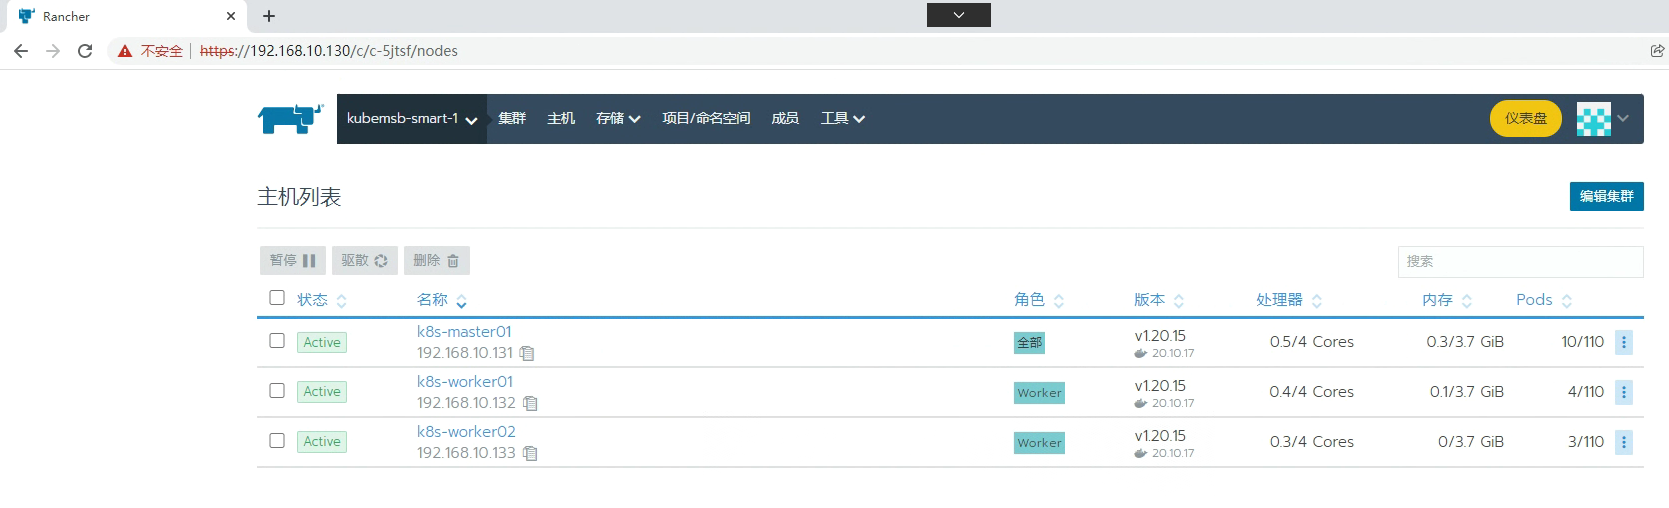 Rancher
不安全 | https://192.168.10.130/c/c-5jtsf/nodes
kubemsb-smart-1 集群 主机 存储 项目/命名空间 成员 工具 仪表盘
主机列表 编辑集群
暂停 驱散 删除 搜索
状态 名称 角色 版本 处理器 内存 Pods
Active k8s-master01 全部 v1.20.15 0.5/4 Cores 0.3/3.7 GiB 10/110
192.168.10.131 20.10.17
Active k8s-worker01 Worker v1.20.15 0.4/4 Cores 0.1/3.7 GiB 4/110
192.168.10.132 20.10.17
Active k8s-worker02 Worker v1.20.15 0.3/4 Cores 0/3.7 GiB 3/110
192.168.10.133 20.10.17